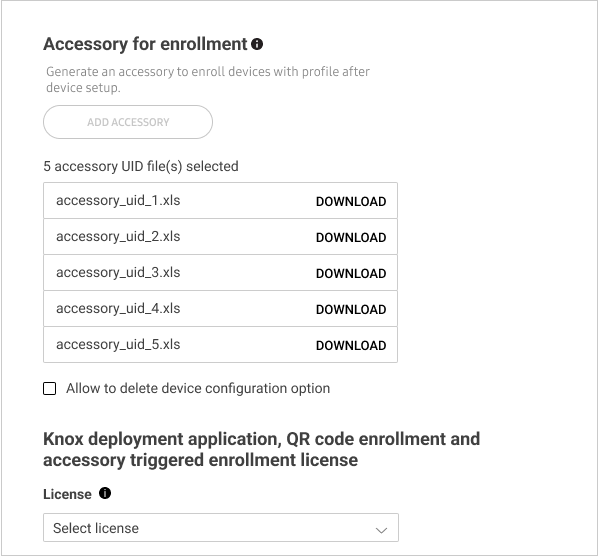 Accessory for enrollment
Generate an accessory to enroll devices with profile after
device setup.
ADD ACCESSORY
5 accessory UID file(s) selected
accessory_uid_1.xls DOWNLOAD
accessory_uid_2.xls DOWNLOAD
accessory_uid_3.xls DOWNLOAD
accessory_uid_4.xls DOWNLOAD
accessory_uid_5.xls DOWNLOAD
Allow to delete device configuration option
Knox deployment application, QR code enrollment and
accessory triggered enrollment license
License
Select license